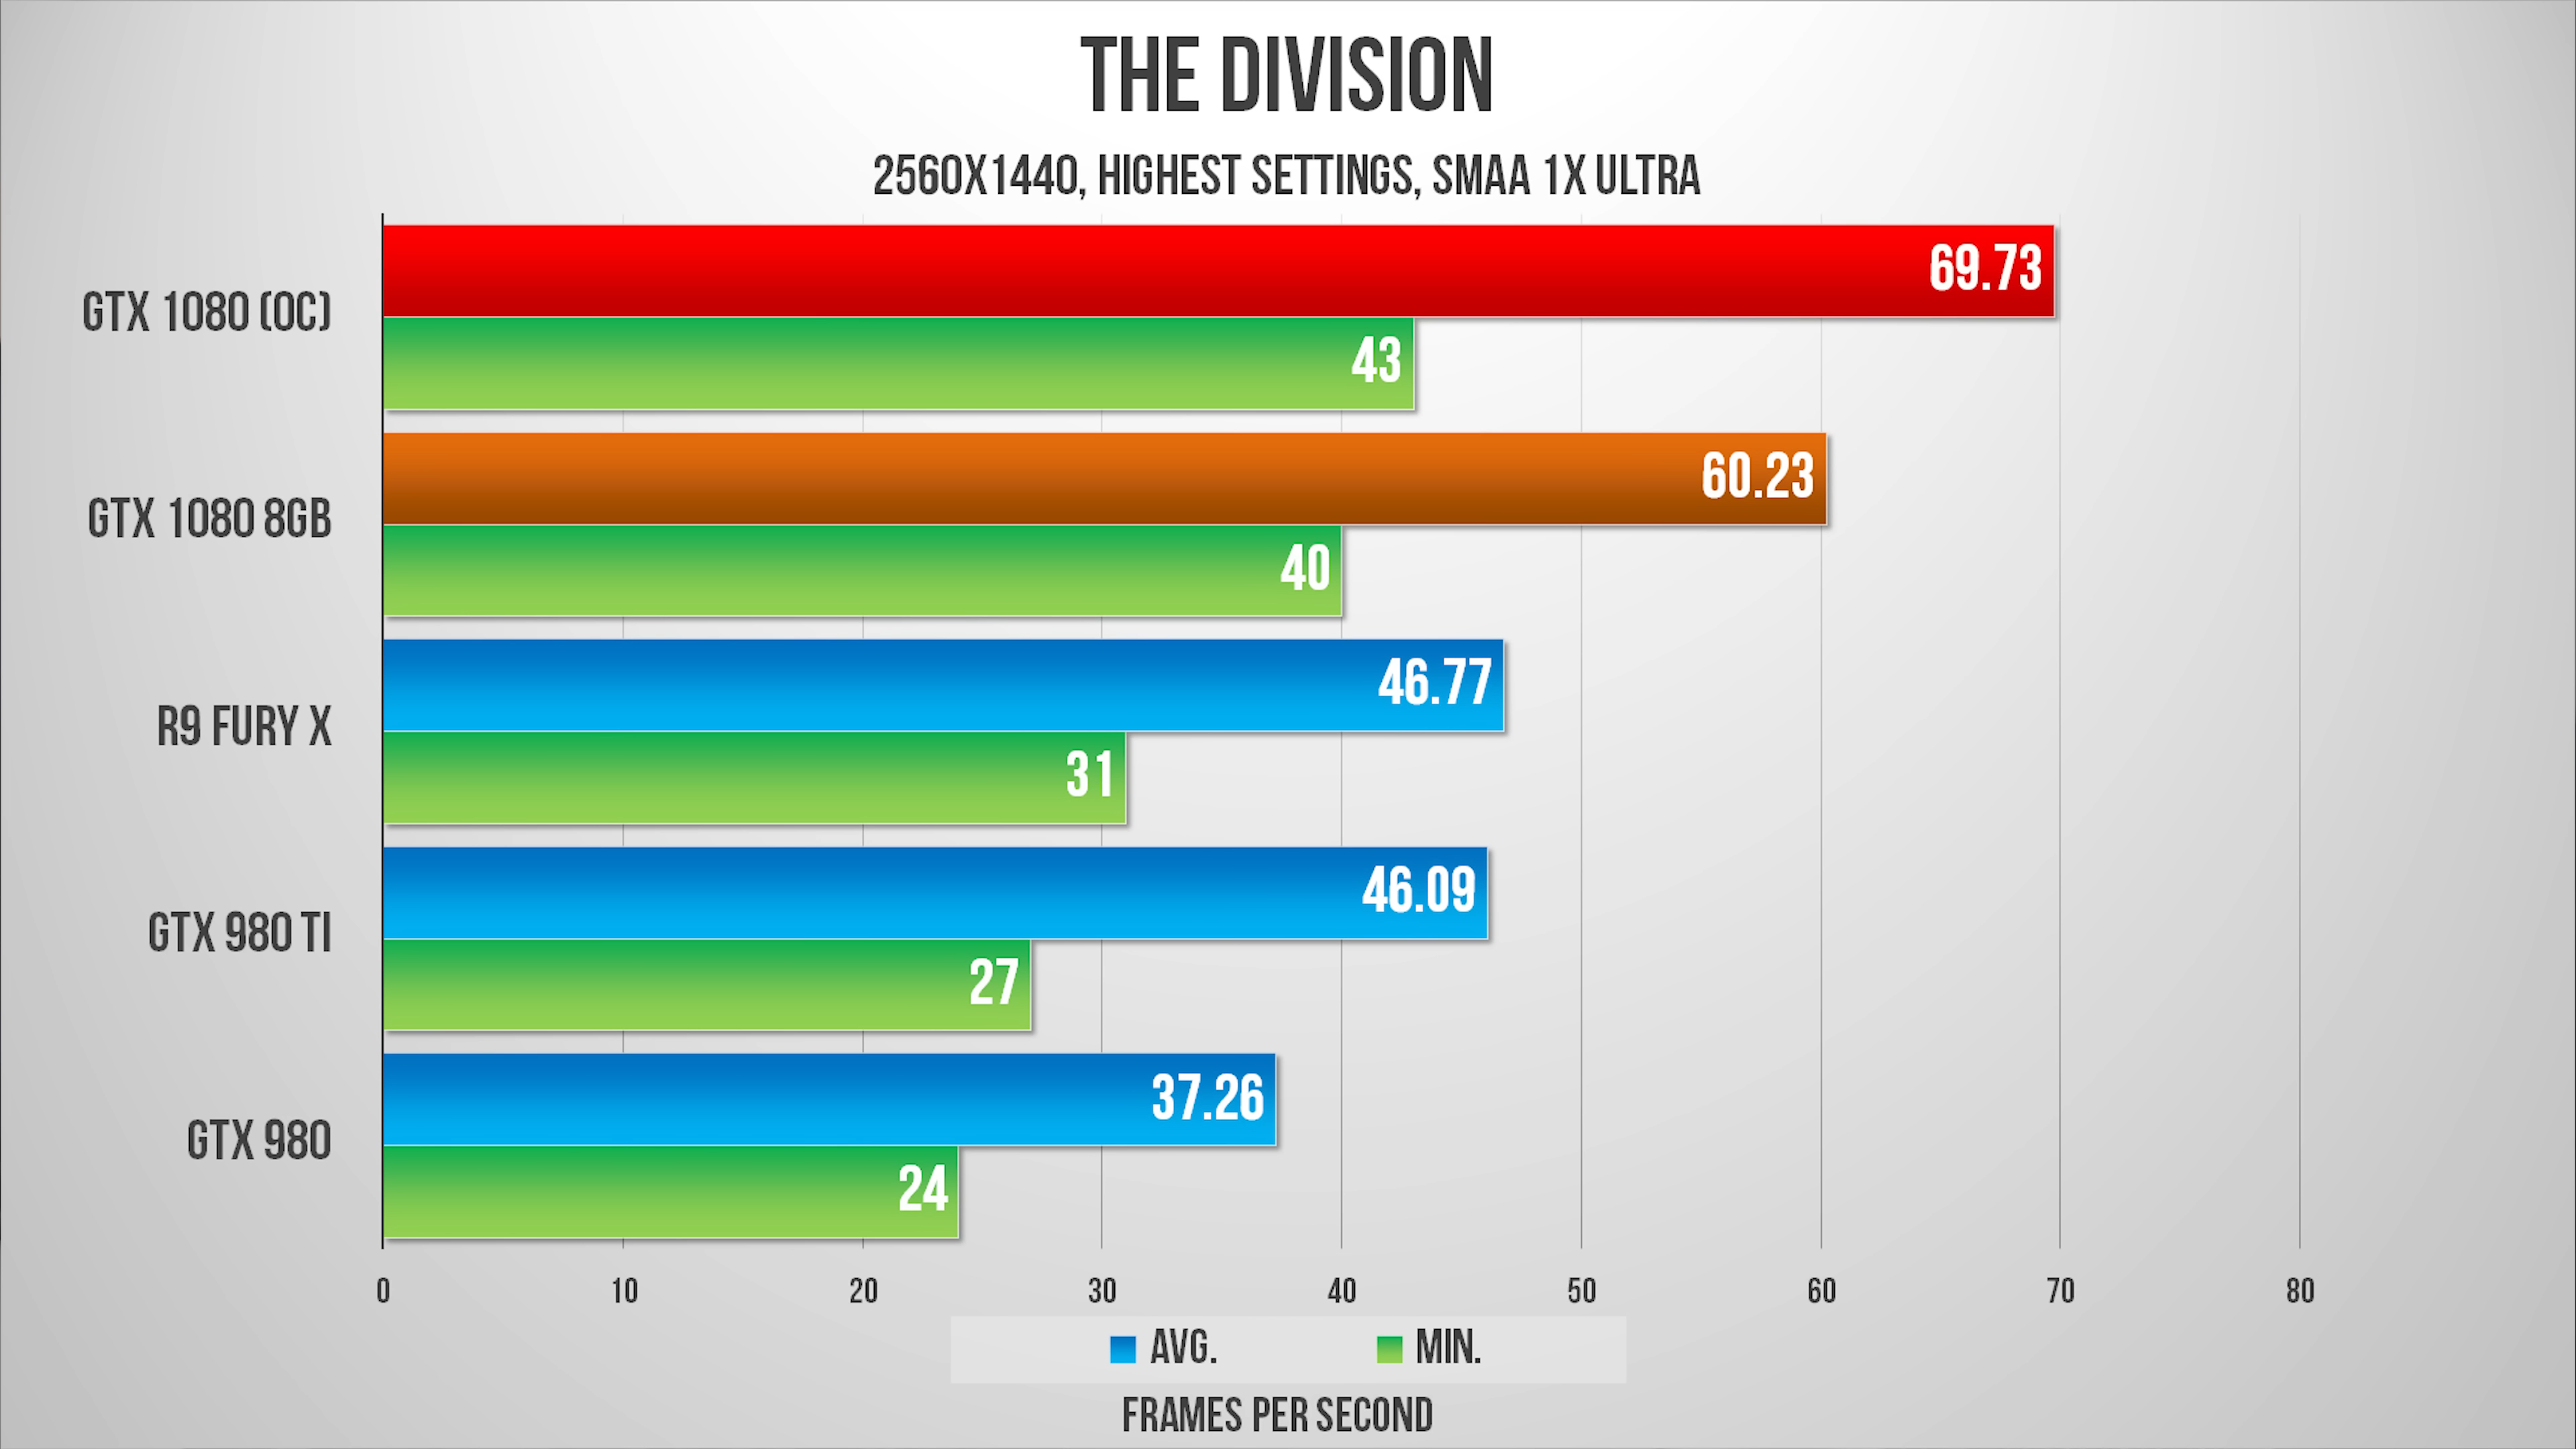 THE DIVISION
2560X1440, HIGHEST SETTINGS, SMAA 1X ULTRA
GTX 1080 (OC)
69.73
43
GTX 1080 8GB
60.23
40
R9 FURY X
46.77
31
GTX 980 TI
46.09
27
GTX 980
37.26
24
0 10 20 30 40 50 60 70 80
AVG. MIN.
FRAMES PER SECOND